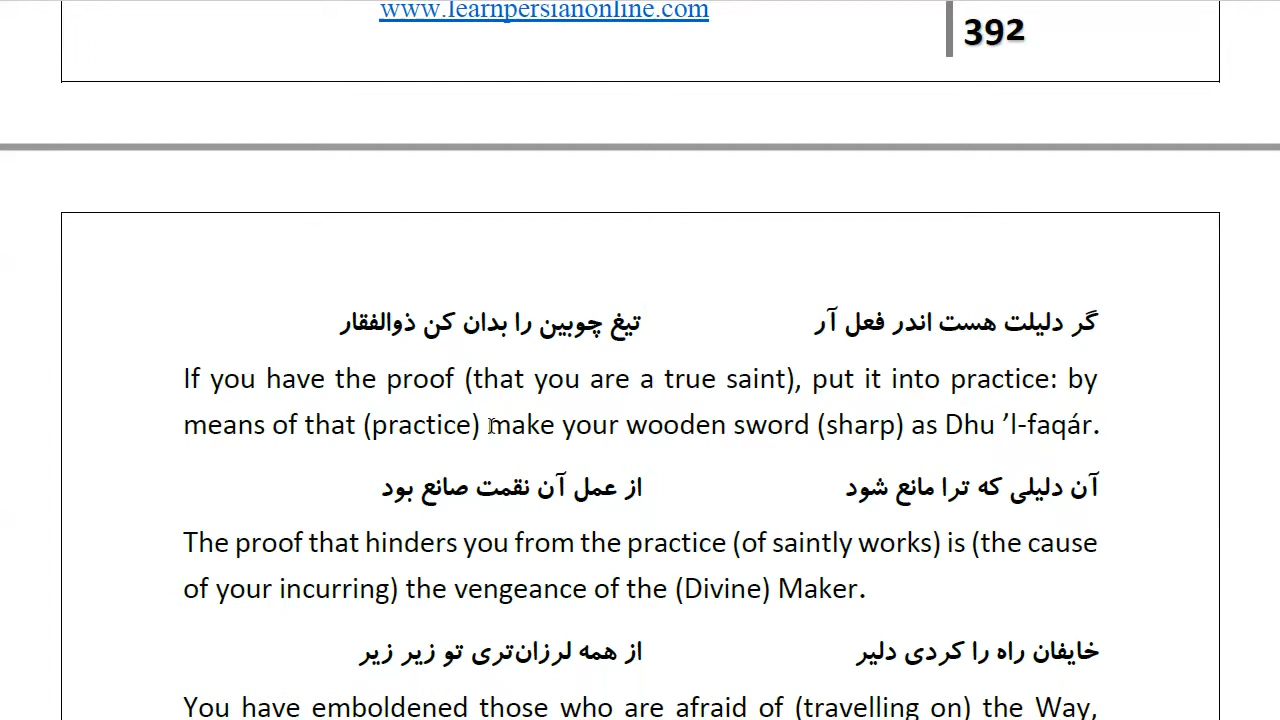 www.learnpersianonline.com
392
گر دلیلت هست اندر فعل آر تیغ چوبین را بدان کن ذوالفقار
If you have the proof (that you are a true saint), put it into practice: by
means of that (practice) make your wooden sword (sharp) as Dhu ’l-faqár.
آن دلیلی که ترا مانع شود از عمل آن نقمت صانع بود
The proof that hinders you from the practice (of saintly works) is (the cause
of your incurring) the vengeance of the (Divine) Maker.
خایفان راه را کردی دلیر از همه لرزان‌تری تو زیر زیر
You have emboldened those who are afraid of (travelling on) the Way,